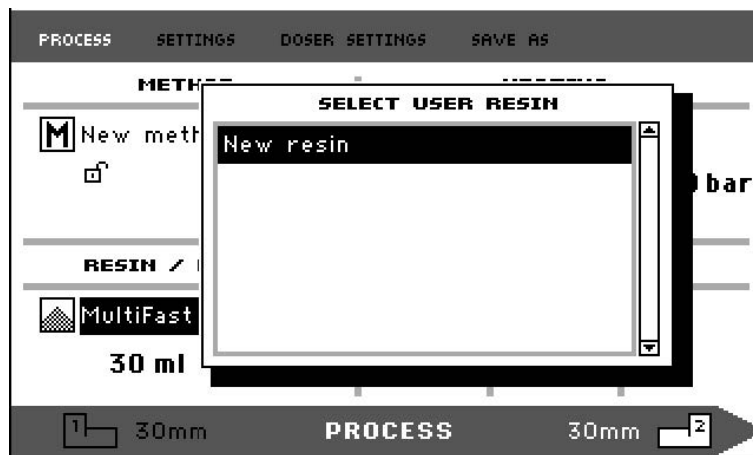 PROCESS SETTINGS DOSER SETTINGS SAVE AS
SELECT USER RESIN
New resin
M New meth
bar
RESIN /
MultiFast
30 ml
1 30mm PROCESS 30mm 2